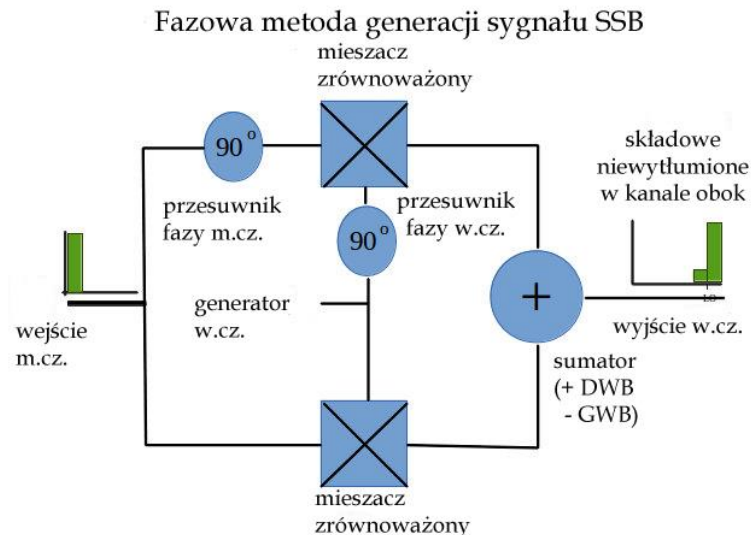 Fazowa metoda generacji sygnału SSB
mieszacz
zrównoważony
90°
przesuwnik
fazy m.cz.
przesuwnik
fazy w.cz.
90°
składowe
niewytłumione
w kanale obok
wejście
m.cz.
generator
w.cz.
+
wyjście w.cz.
sumator
(+ DWB
- GWB)
mieszacz
zrównoważony